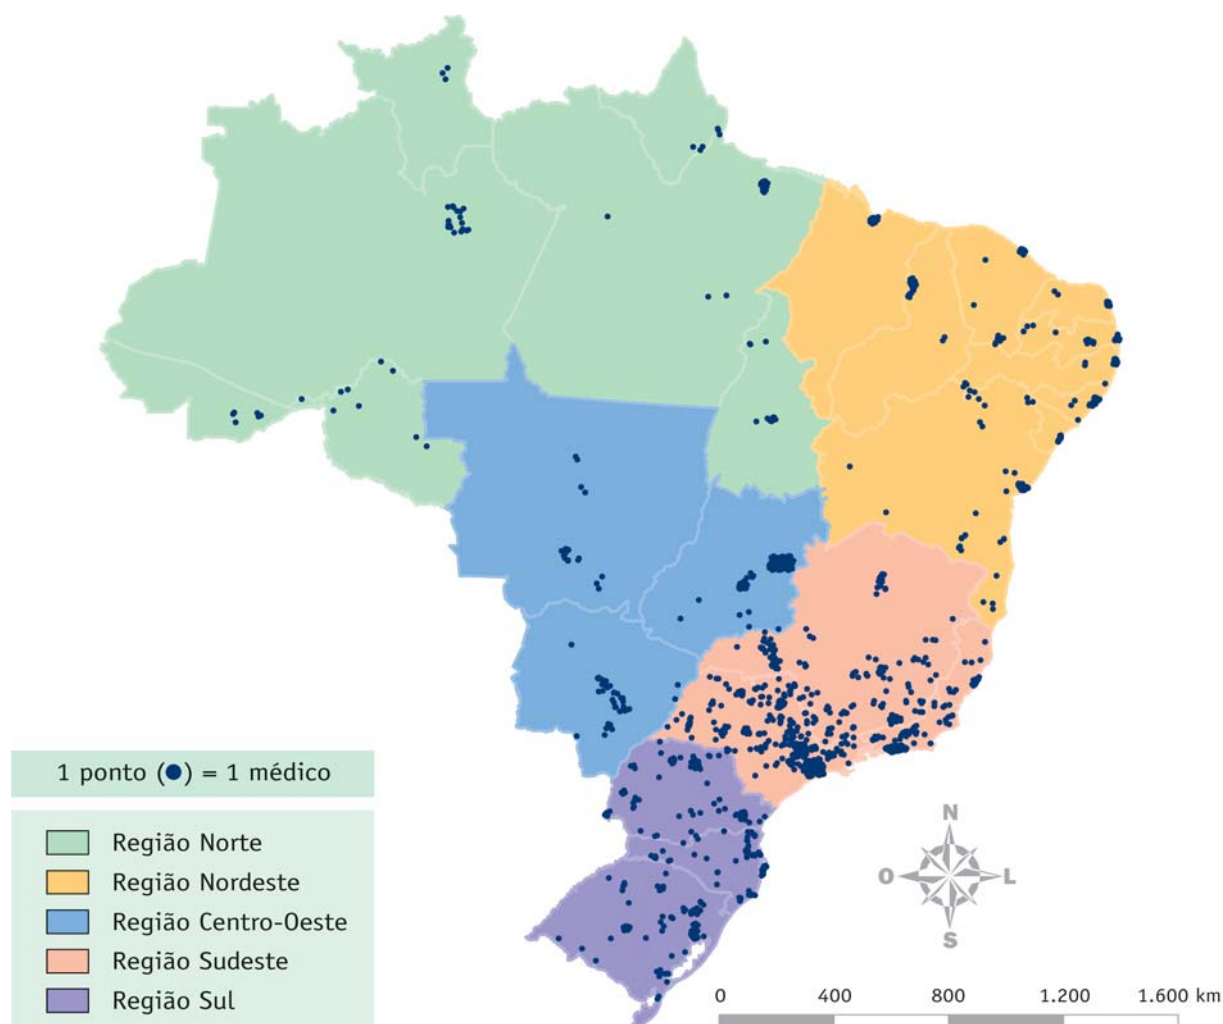 1 ponto (●) = 1 médico
Região Norte
Região Nordeste
Região Centro-Oeste
Região Sudeste
Região Sul
N
O L
S
0 400 800 1.200 1.600 km